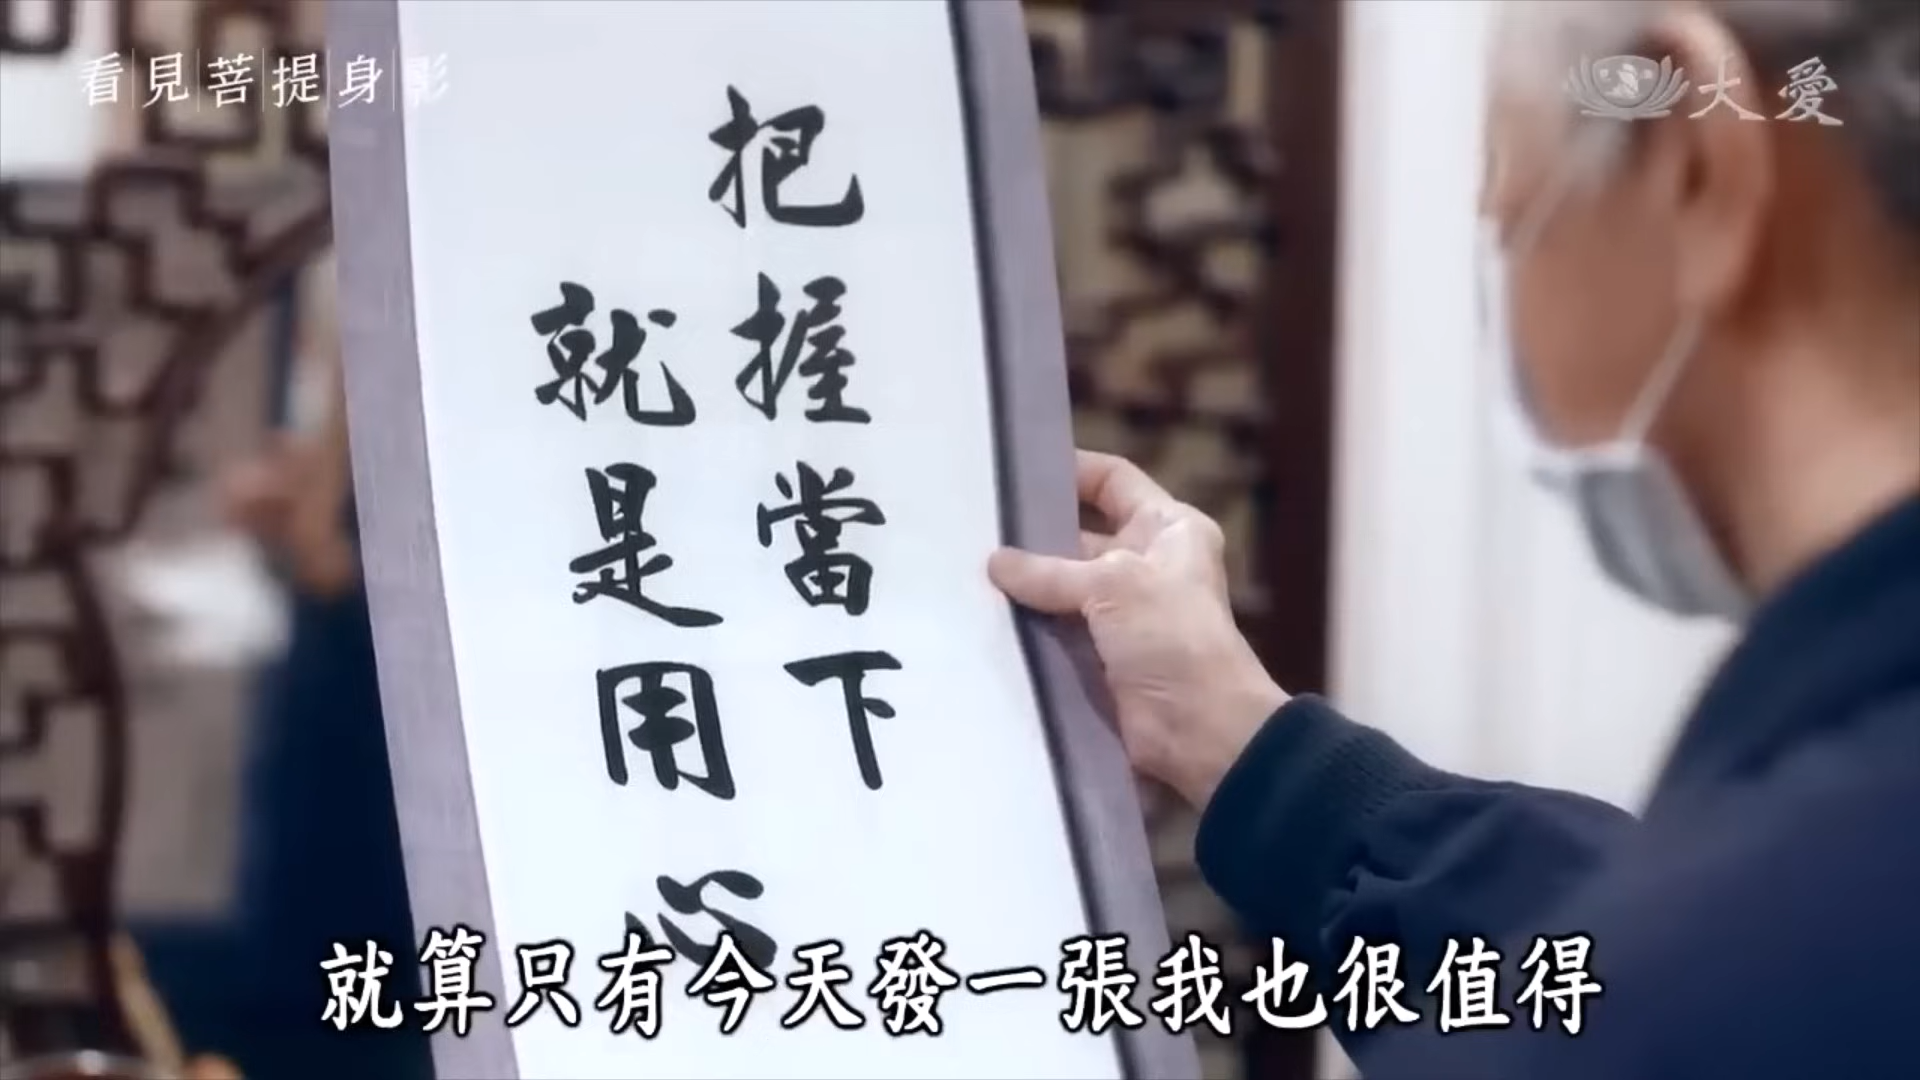 看見菩提身影
大愛
把握當下
就是用心
就算只有今天發一張我也很值得